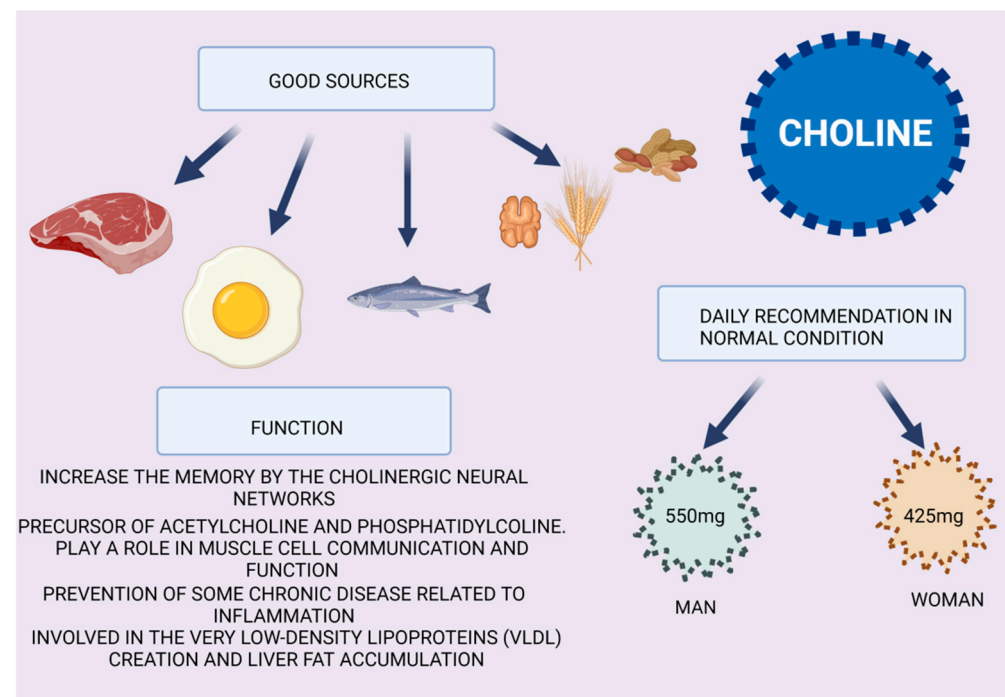 GOOD SOURCES
CHOLINE
DAILY RECOMMENDATION IN
NORMAL CONDITION
550mg
425mg
MAN
WOMAN
FUNCTION
INCREASE THE MEMORY BY THE CHOLINERGIC NEURAL
NETWORKS
PRECURSOR OF ACETYLCHOLINE AND PHOSPHATIDYLCOLINE.
PLAY A ROLE IN MUSCLE CELL COMMUNICATION AND
FUNCTION
PREVENTION OF SOME CHRONIC DISEASE RELATED TO
INFLAMMATION
INVOLVED IN THE VERY LOW-DENSITY LIPOPROTEINS (VLDL)
CREATION AND LIVER FAT ACCUMULATION